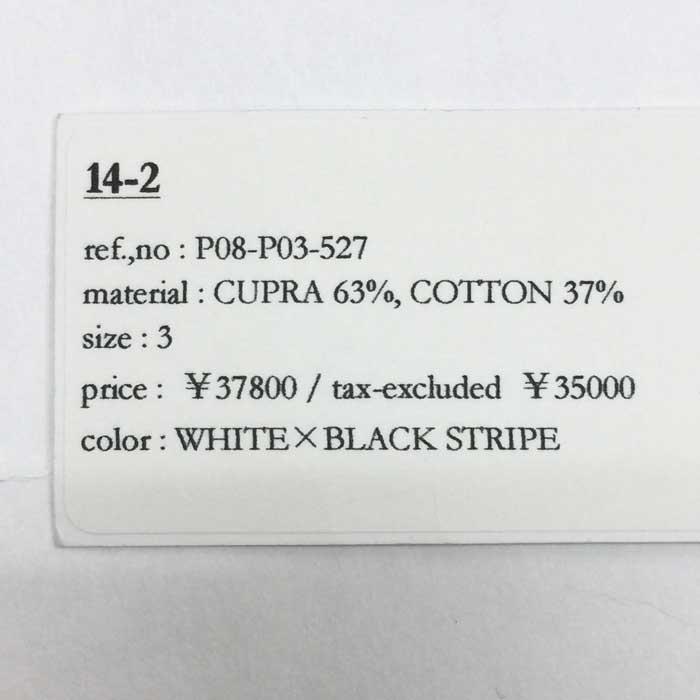 14-2
ref.,no : P08-P03-527
material : CUPRA 63%, COTTON 37%
size : 3
price : ¥37800 / tax-excluded ¥35000
color : WHITE×BLACK STRIPE